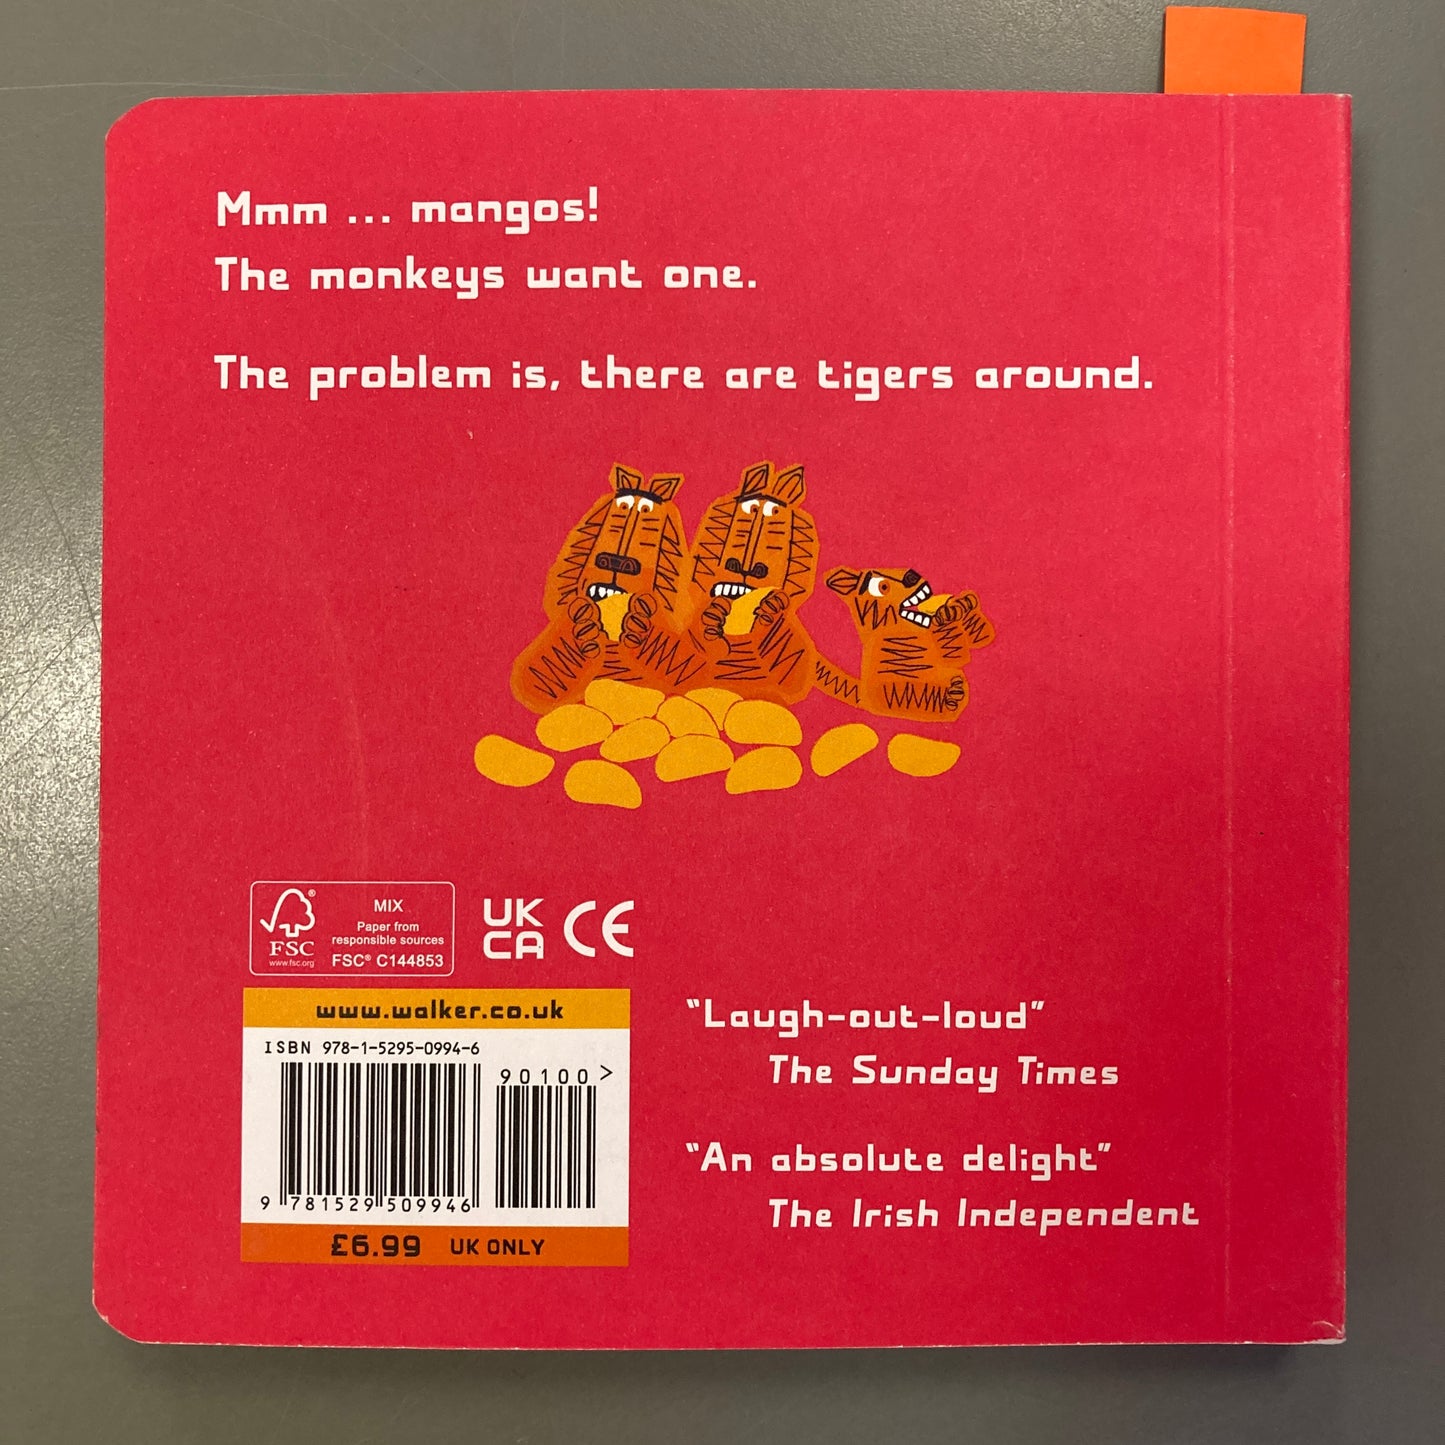 Mmm ... mangos!
The monkeys want one.
The problem is, there are tigers around.
FSC
www.fsc.org
MIX
Paper from
responsible sources
FSC® C144853
UK
CA CE
www.walker.co.uk
ISBN 978-1-5295-0994-6
90100>
9 781529 509946
£6.99 UK ONLY
"Laugh-out-loud"
The Sunday Times
"An absolute delight"
The Irish Independent